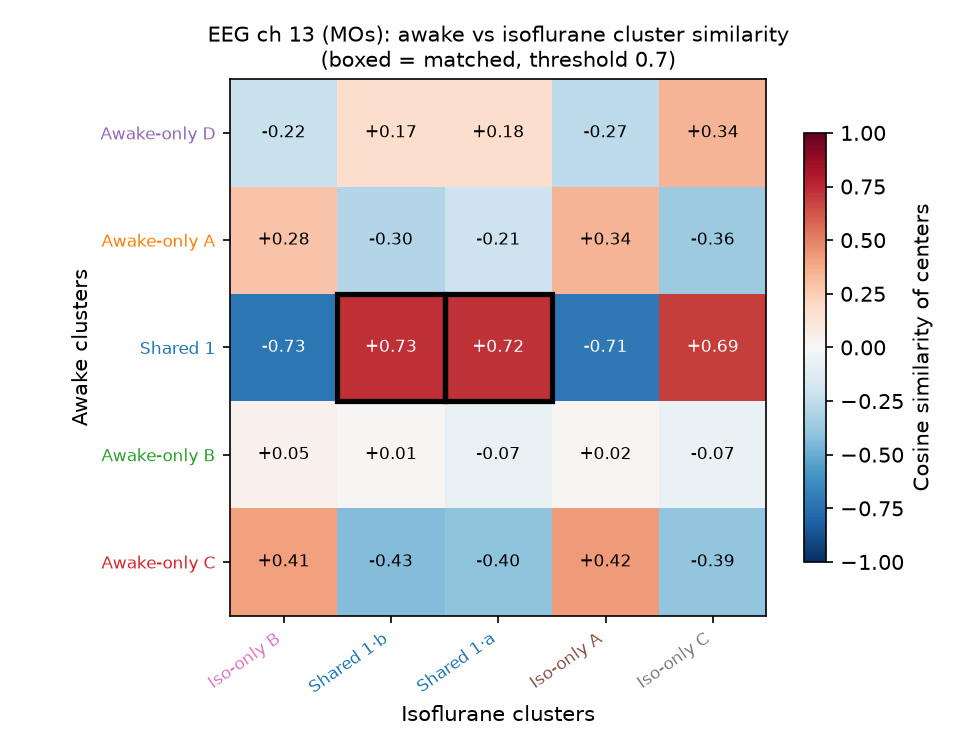 EEG ch 13 (MOs): awake vs isoflurane cluster similarity
(boxed = matched, threshold 0.7)
Awake clusters
Awake-only D
-0.22 +0.17 +0.18 -0.27 +0.34
Awake-only A
+0.28 -0.30 -0.21 +0.34 -0.36
Shared 1
-0.73 +0.73 +0.72 -0.71 +0.69
Awake-only B
+0.05 +0.01 -0.07 +0.02 -0.07
Awake-only C
+0.41 -0.43 -0.40 +0.42 -0.39
Iso-only B
Shared 1·b
Shared 1·a
Iso-only A
Iso-only C
Isoflurane clusters
1.00
0.75
0.50
0.25
0.00
−0.25
−0.50
−0.75
−1.00
Cosine similarity of centers